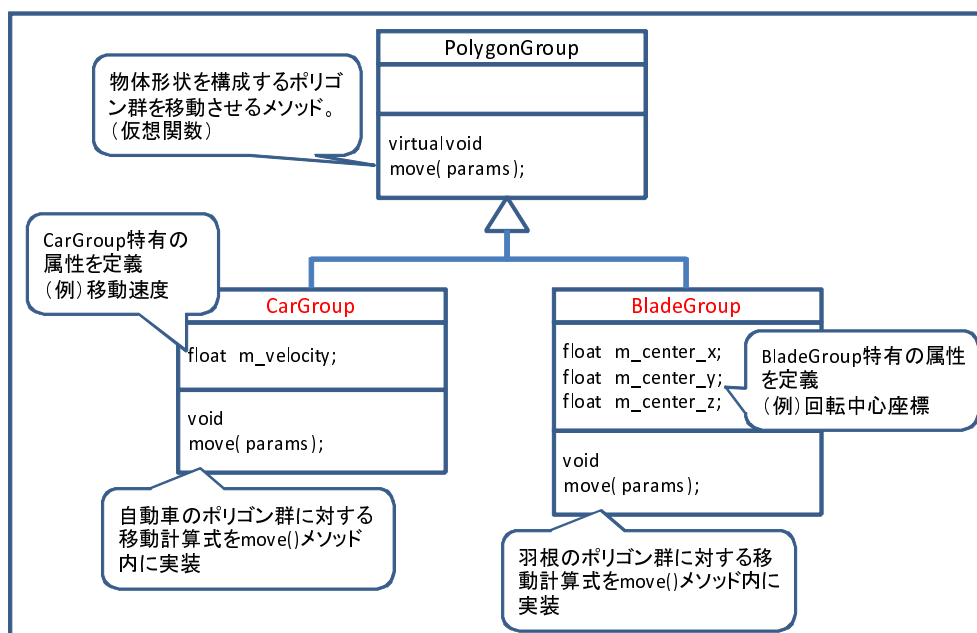 PolygonGroup
物体形状を構成するポリゴ
ン群を移動させるメソッド。
(仮想関数)
virtual void
move( params);
CarGroup特有の
属性を定義
(例)移動速度
CarGroup
float m_velocity;
void
move( params);
BladeGroup
float m_center_x;
float m_center_y;
float m_center_z;
BladeGroup特有の属性
を定義
(例)回転中心座標
void
move( params);
自動車のポリゴン群に対する
移動計算式をmove()メソッド
内に実装
羽根のポリゴン群に対する移
動計算式をmove()メソッド内に
実装